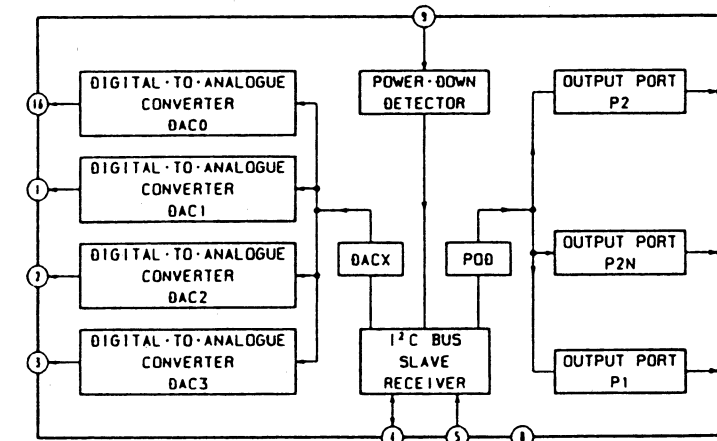 9
DIGITAL·TO·ANALOGUE
CONVERTER
DAC0
16
POWER·DOWN
DETECTOR
OUTPUT PORT
P2
DIGITAL·TO·ANALOGUE
CONVERTER
DAC1
1
DACX
POD
OUTPUT PORT
P2N
DIGITAL·TO·ANALOGUE
CONVERTER
DAC2
2
DIGITAL·TO·ANALOGUE
CONVERTER
DAC3
3
I²C BUS
SLAVE
RECEIVER
OUTPUT PORT
P1
4
5
8